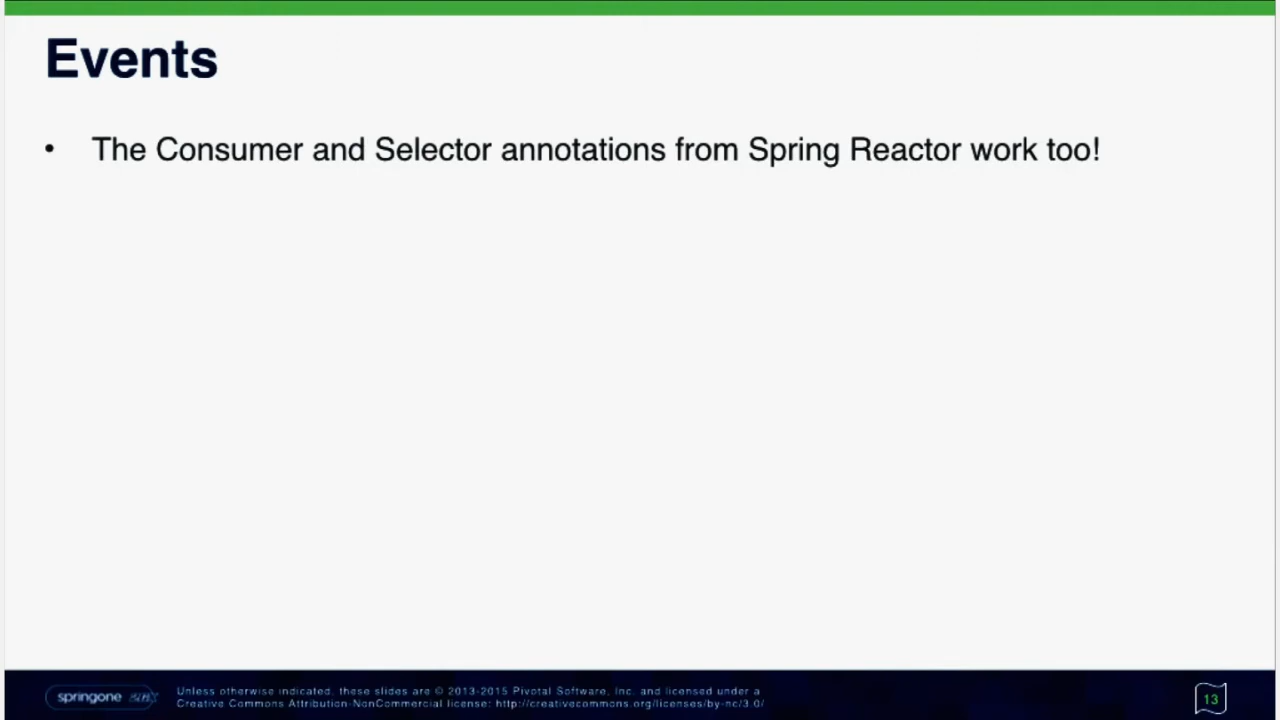 Events
• The Consumer and Selector annotations from Spring Reactor work too!
springone
Unless otherwise indicated, these slides are © 2013-2015 Pivotal Software, Inc. and licensed under a
Creative Commons Attribution-NonCommercial license: http://creativecommons.org/licenses/by-nc/3.0/
13